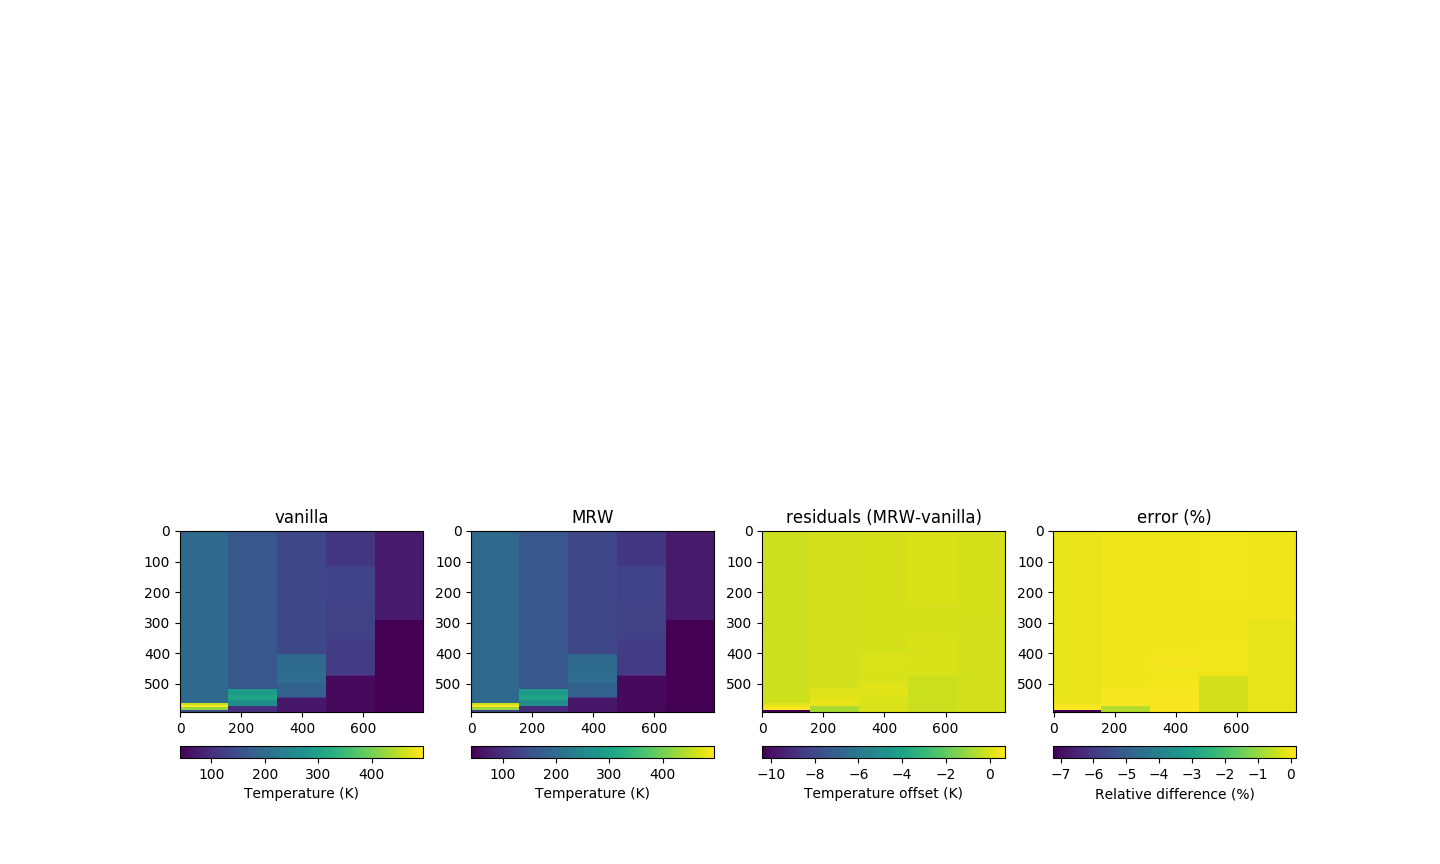 vanilla
MRW
residuals (MRW-vanilla)
error (%)
0
100
200
300
400
500
0 200 400 600
0
100
200
300
400
500
0 200 400 600
0
100
200
300
400
500
0 200 400 600
0
100
200
300
400
500
0 200 400 600
100 200 300 400
Temperature (K)
100 200 300 400
Temperature (K)
−10 −8 −6 −4 −2 0
Temperature offset (K)
−7 −6 −5 −4 −3 −2 −1 0
Relative difference (%)